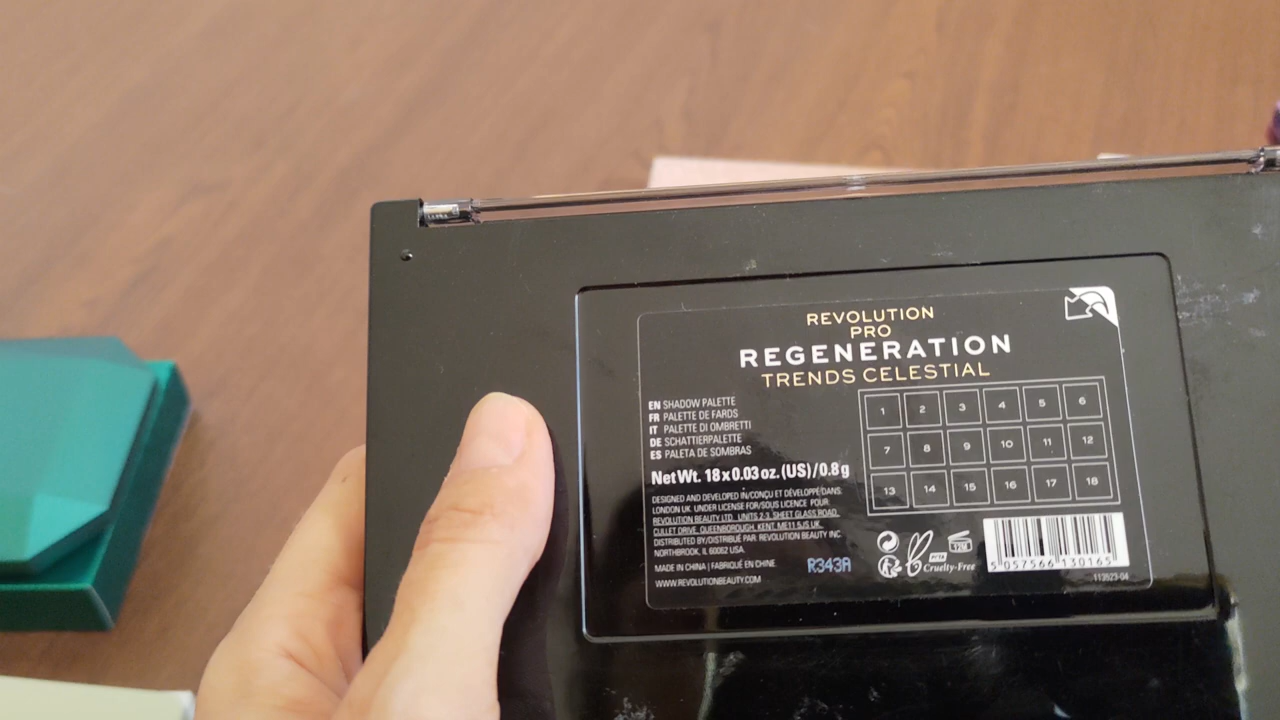 REVOLUTION
PRO
REGENERATION
TRENDS CELESTIAL
EN SHADOW PALETTE
FR PALETTE DE FARDS
IT PALETTE DI OMBRETTI
DE SCHATTIERPALETTE
ES PALETA DE SOMBRAS
Net Wt. 18 x 0.03 oz. (US) / 0.8 g
DESIGNED AND DEVELOPED IN/CONÇU ET DÉVELOPPÉ DANS:
LONDON UK. UNDER LICENSE FOR/SOUS LICENCE POUR:
REVOLUTION BEAUTY LTD, UNITS 2-3, SHEET GLASS ROAD,
CULLET DRIVE, QUEENBOROUGH, KENT, ME11 5JS UK.
DISTRIBUTED BY/DISTRIBUÉ PAR: REVOLUTION BEAUTY INC
NORTHBROOK, IL 60062 USA.
MADE IN CHINA | FABRIQUÉ EN CHINE
WWW.REVOLUTIONBEAUTY.COM
R343A
1 2 3 4 5 6
7 8 9 10 11 12
13 14 15 16 17 18
12M
PETA
Cruelty-Free
5 057566 130165
113523-04